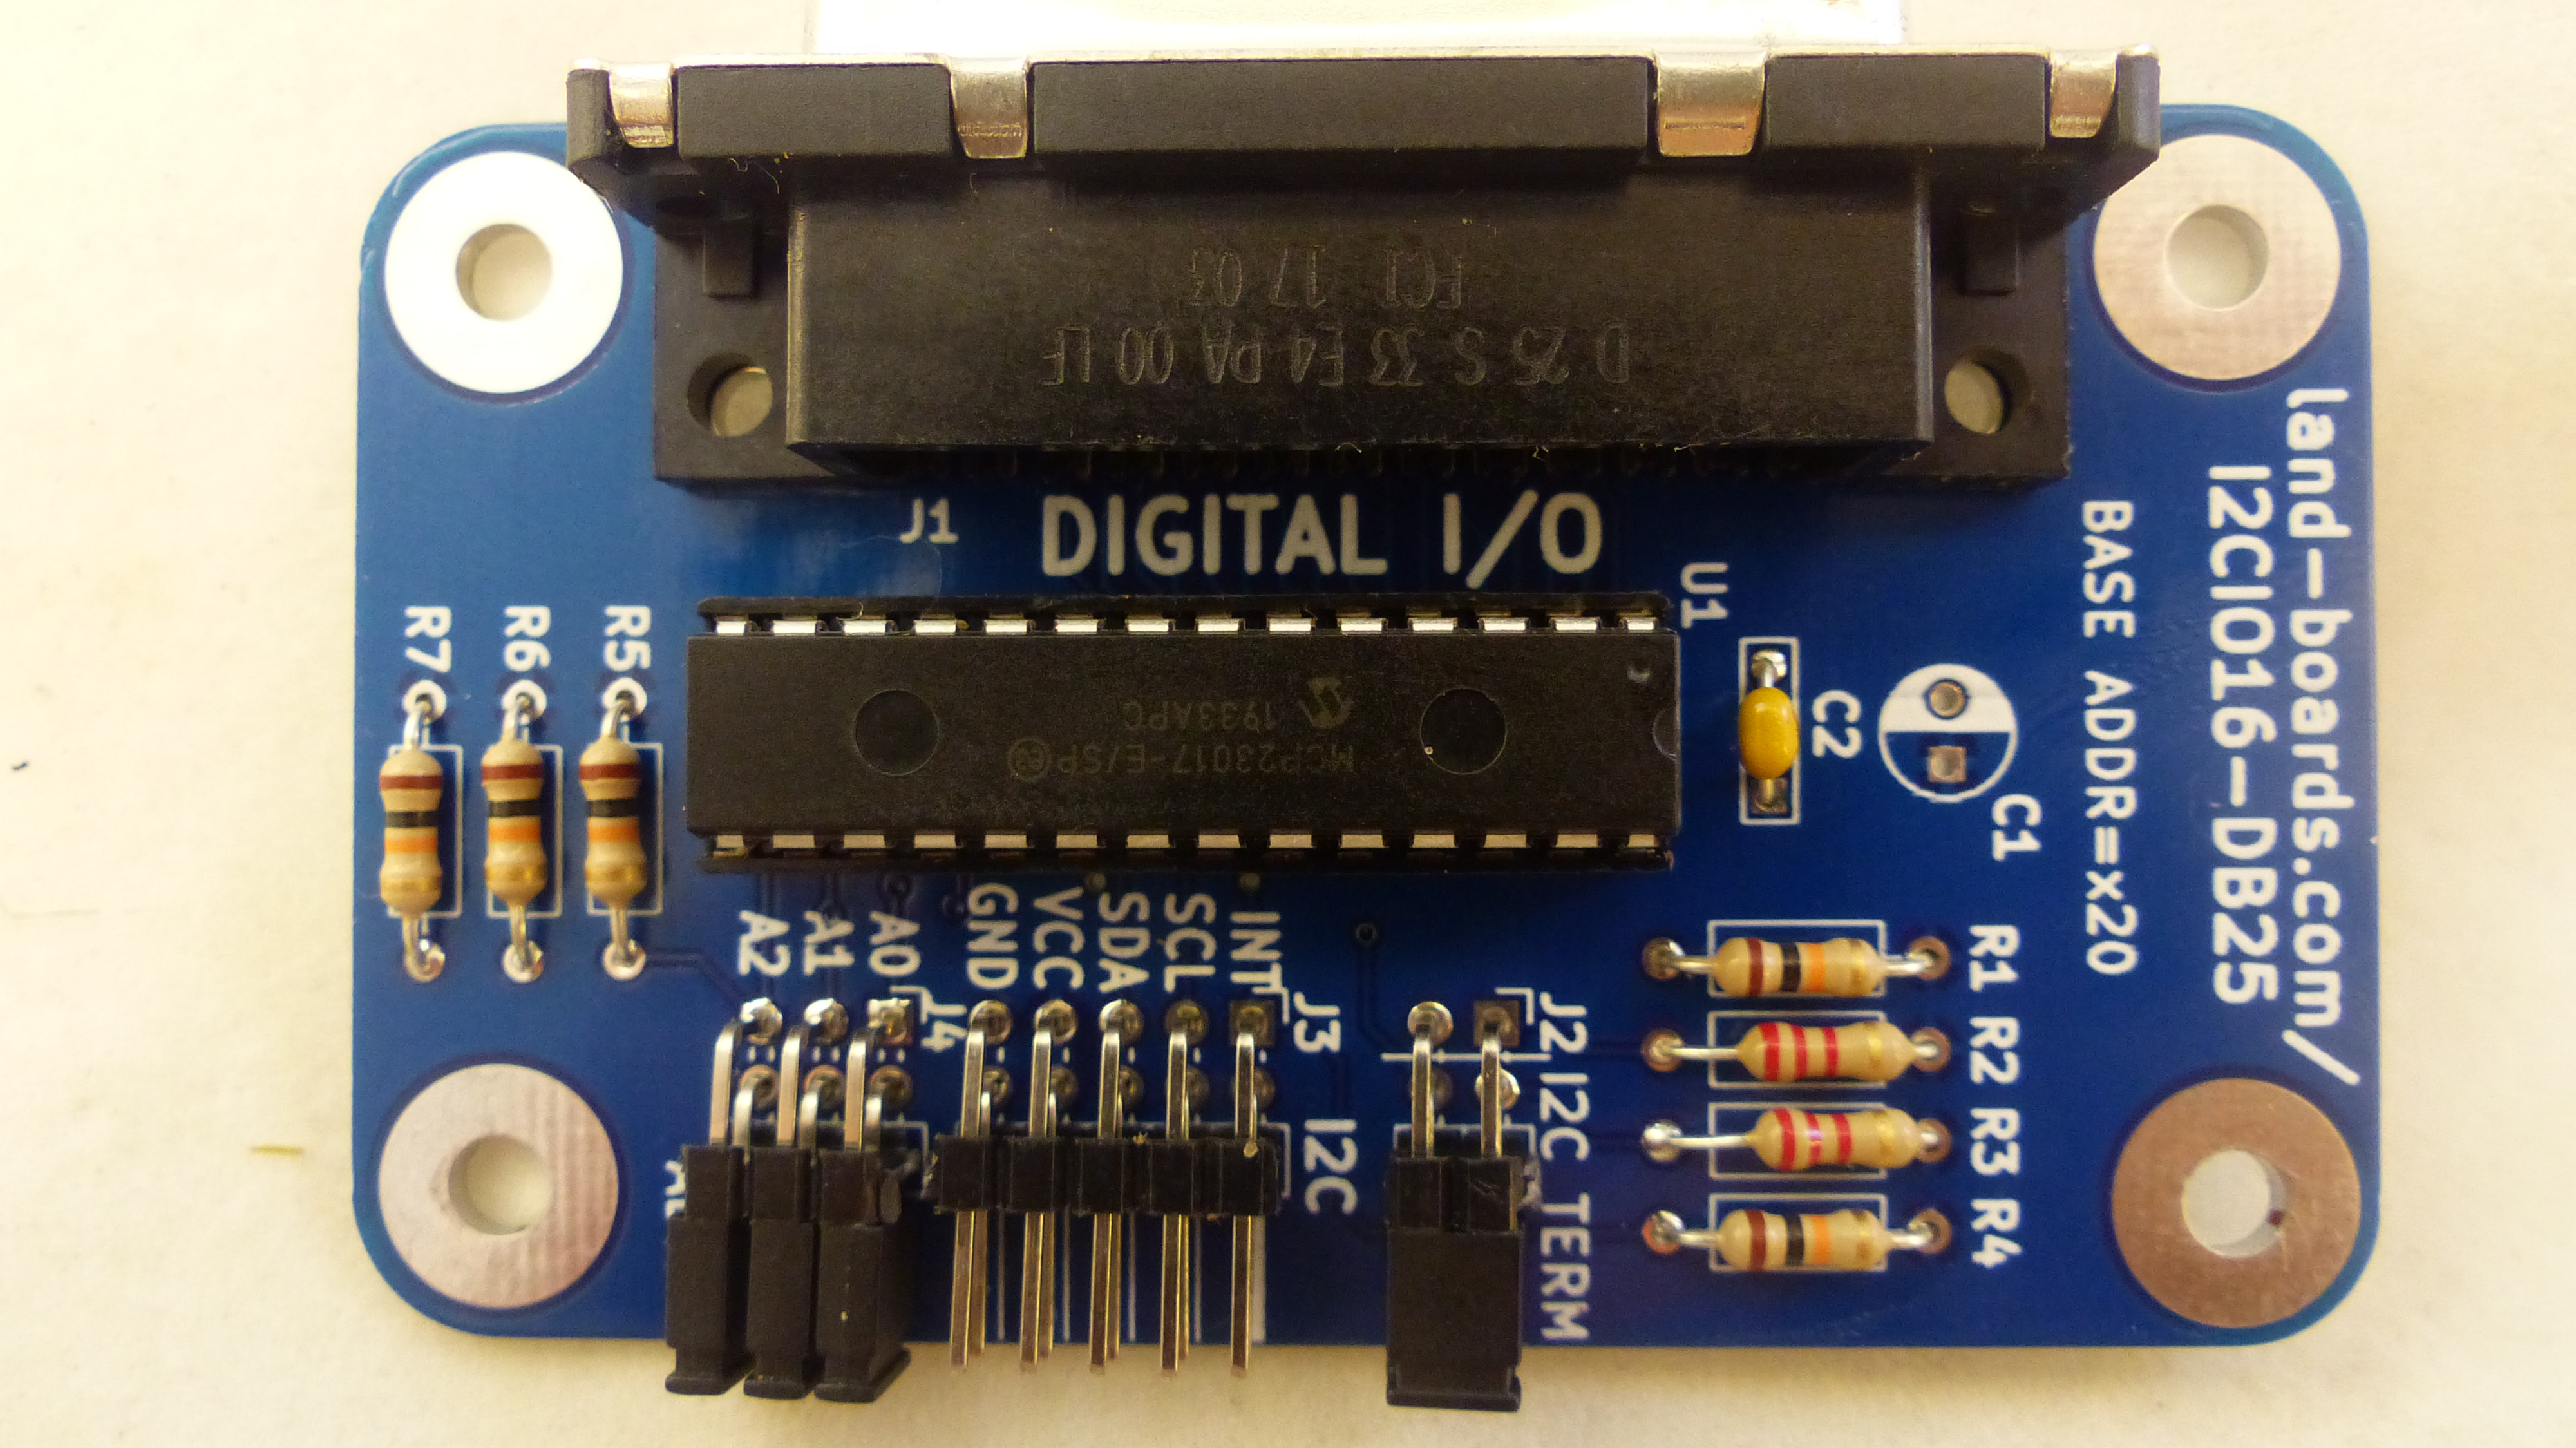 FCI 17 03
D 25 S 33 E4 PA 00 LF
J1
DIGITAL I/O
U1
R7
R6
R5
MCP23017-E/SP e3
1933APC
C2
C1
BASE ADDR=x20
land-boards.com/
I2CIO16-DB25
A2
A1
A0
GND
VCC
SDA
SCL
INT
J4
J3
I2C
J2
I2C TERM
R1
R2
R3
R4